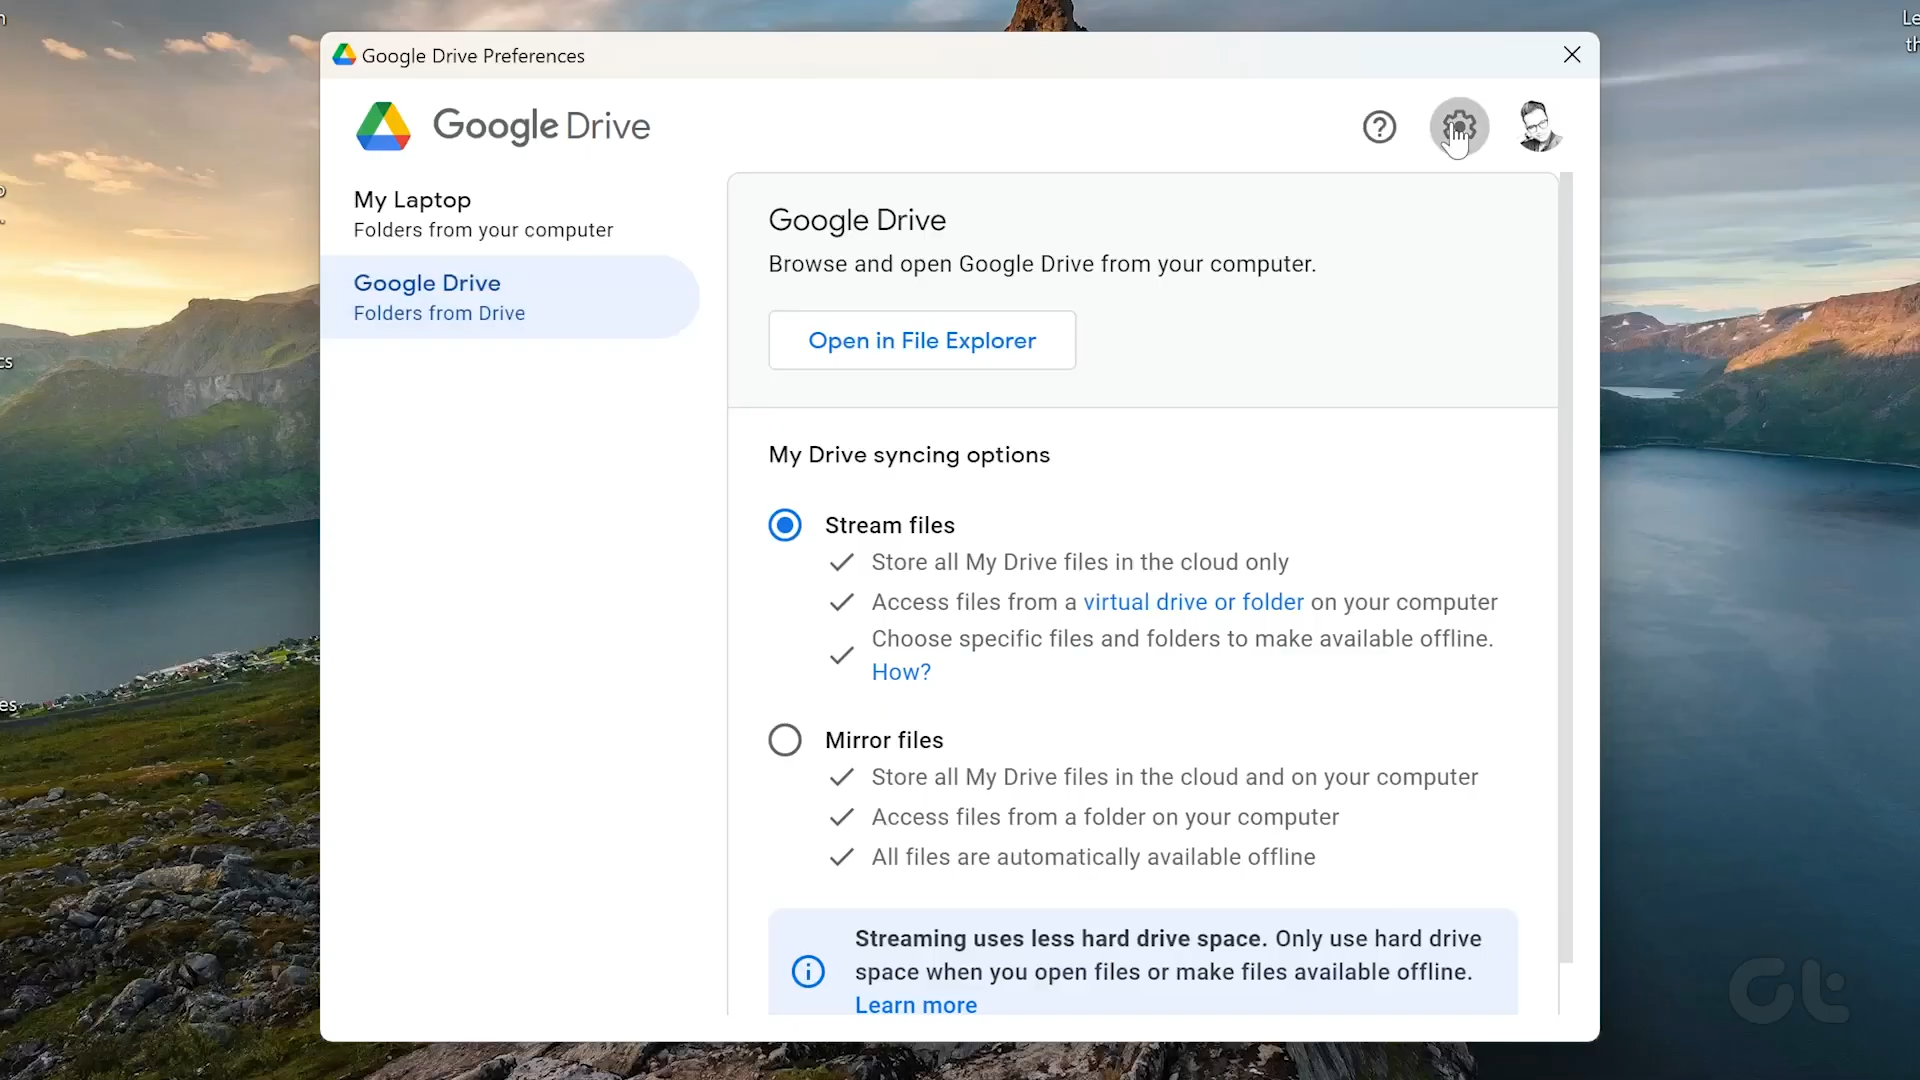 Google Drive Preferences
Google Drive
My Laptop
Folders from your computer
Google Drive
Folders from Drive
Google Drive
Browse and open Google Drive from your computer.
Open in File Explorer
My Drive syncing options
Stream files
Store all My Drive files in the cloud only
Access files from a virtual drive or folder on your computer
Choose specific files and folders to make available offline.
How?
Mirror files
Store all My Drive files in the cloud and on your computer
Access files from a folder on your computer
All files are automatically available offline
Streaming uses less hard drive space. Only use hard drive
space when you open files or make files available offline.
Learn more